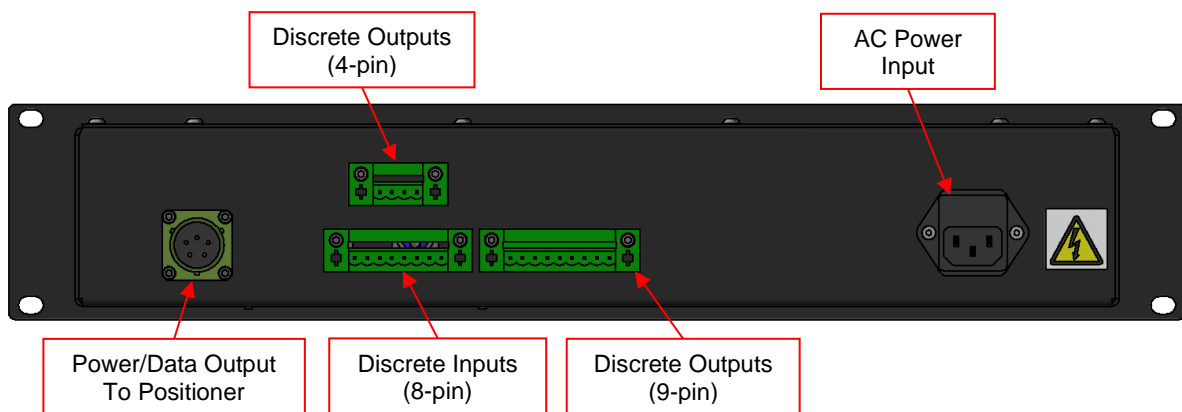 Discrete Outputs
(4-pin)
AC Power
Input
Power/Data Output
To Positioner
Discrete Inputs
(8-pin)
Discrete Outputs
(9-pin)